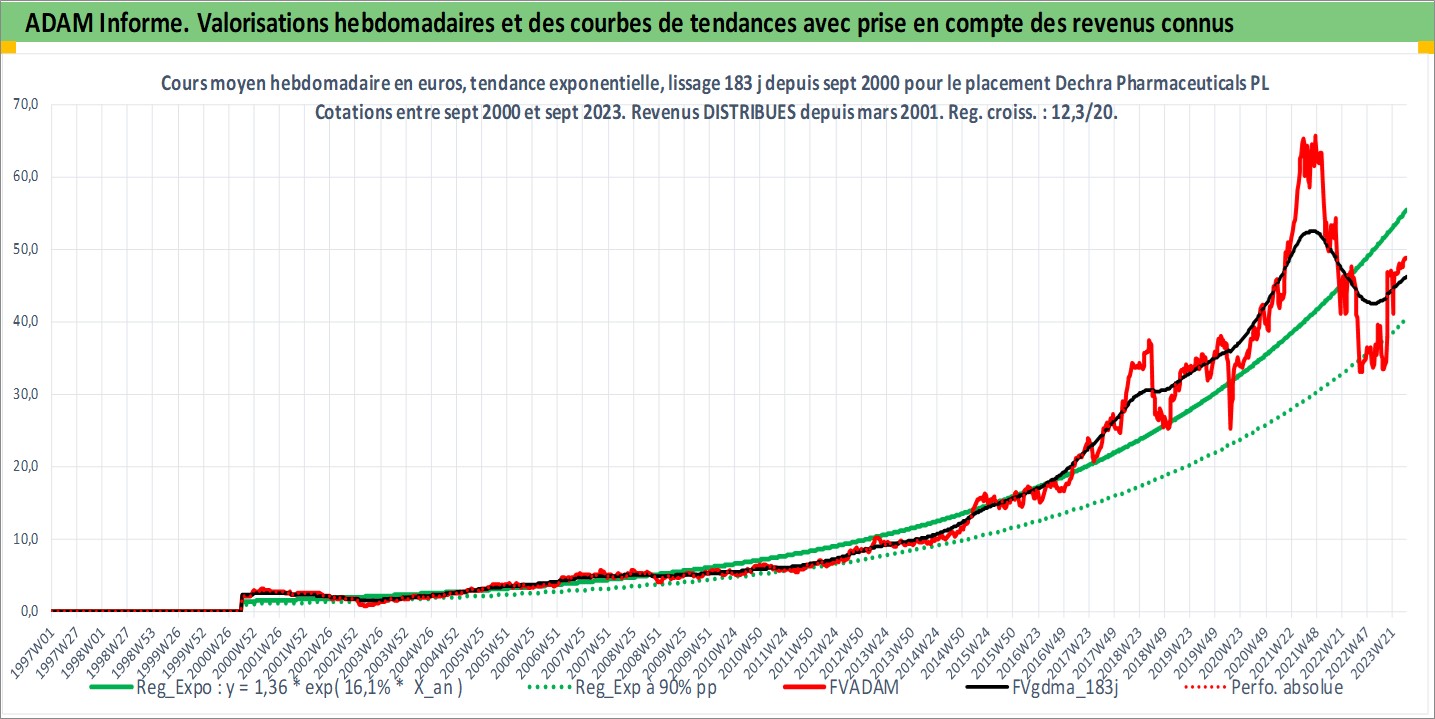 ADAM Informe. Valorisations hebdomadaires et des courbes de tendances avec prise en compte des revenus connus
Cours moyen hebdomadaire en euros, tendance exponentielle, lissage 183 j depuis sept 2000 pour le placement Dechra Pharmaceuticals PL
Cotations entre sept 2000 et sept 2023. Revenus DISTRIBUES depuis mars 2001. Reg. croiss. : 12,3/20.
70,0
60,0
50,0
40,0
30,0
20,0
10,0
0,0
1997W01 1997W27 1998W01 1998W27 1998W53 1999W26 1999W52 2000W26 2000W52 2001W26 2001W52 2002W26 2002W52 2003W26 2003W52 2004W26 2004W52 2005W25 2005W51 2006W25 2006W51 2007W25 2007W51 2008W25 2008W51 2009W25 2009W51 2010W24 2010W50 2011W24 2011W50 2012W24 2012W50 2013W24 2013W50 2014W24 2014W50 2015W24 2015W50 2016W23 2016W49 2017W23 2017W49 2018W23 2018W49 2019W23 2019W49 2020W23 2020W49 2021W22 2021W48 2022W21 2022W47 2023W21
Reg_Expo : y = 1,36 * exp( 16,1% * X_an ) Reg_Exp à 90% pp FVADAM FVgdma_183j Perfo. absolue